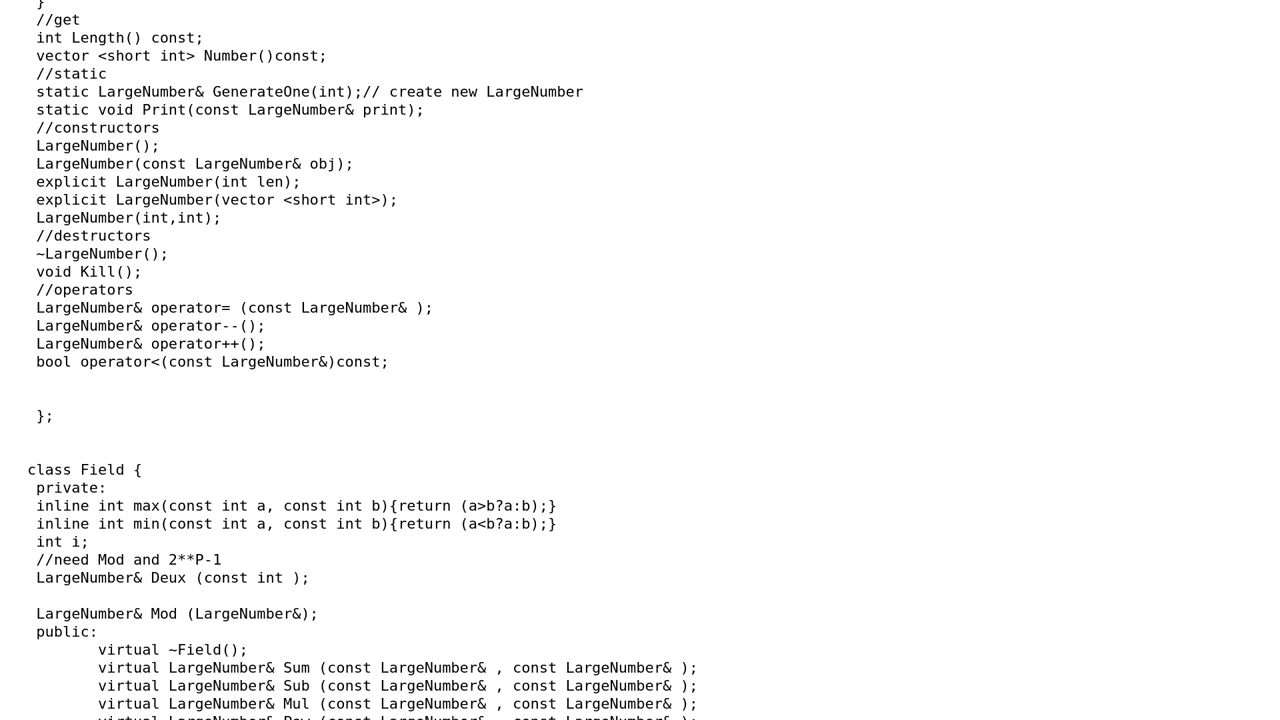 }
//get
int Length() const;
vector <short int> Number()const;
//static
static LargeNumber& GenerateOne(int);// create new LargeNumber
static void Print(const LargeNumber& print);
//constructors
LargeNumber();
LargeNumber(const LargeNumber& obj);
explicit LargeNumber(int len);
explicit LargeNumber(vector <short int>);
LargeNumber(int,int);
//destructors
~LargeNumber();
void Kill();
//operators
LargeNumber& operator= (const LargeNumber& );
LargeNumber& operator--();
LargeNumber& operator++();
bool operator<(const LargeNumber&)const;
};
class Field {
private:
inline int max(const int a, const int b){return (a>b?a:b);}
inline int min(const int a, const int b){return (a<b?a:b);}
int i;
//need Mod and 2**P-1
LargeNumber& Deux (const int );
LargeNumber& Mod (LargeNumber&);
public:
virtual ~Field();
virtual LargeNumber& Sum (const LargeNumber& , const LargeNumber& );
virtual LargeNumber& Sub (const LargeNumber& , const LargeNumber& );
virtual LargeNumber& Mul (const LargeNumber& , const LargeNumber& );